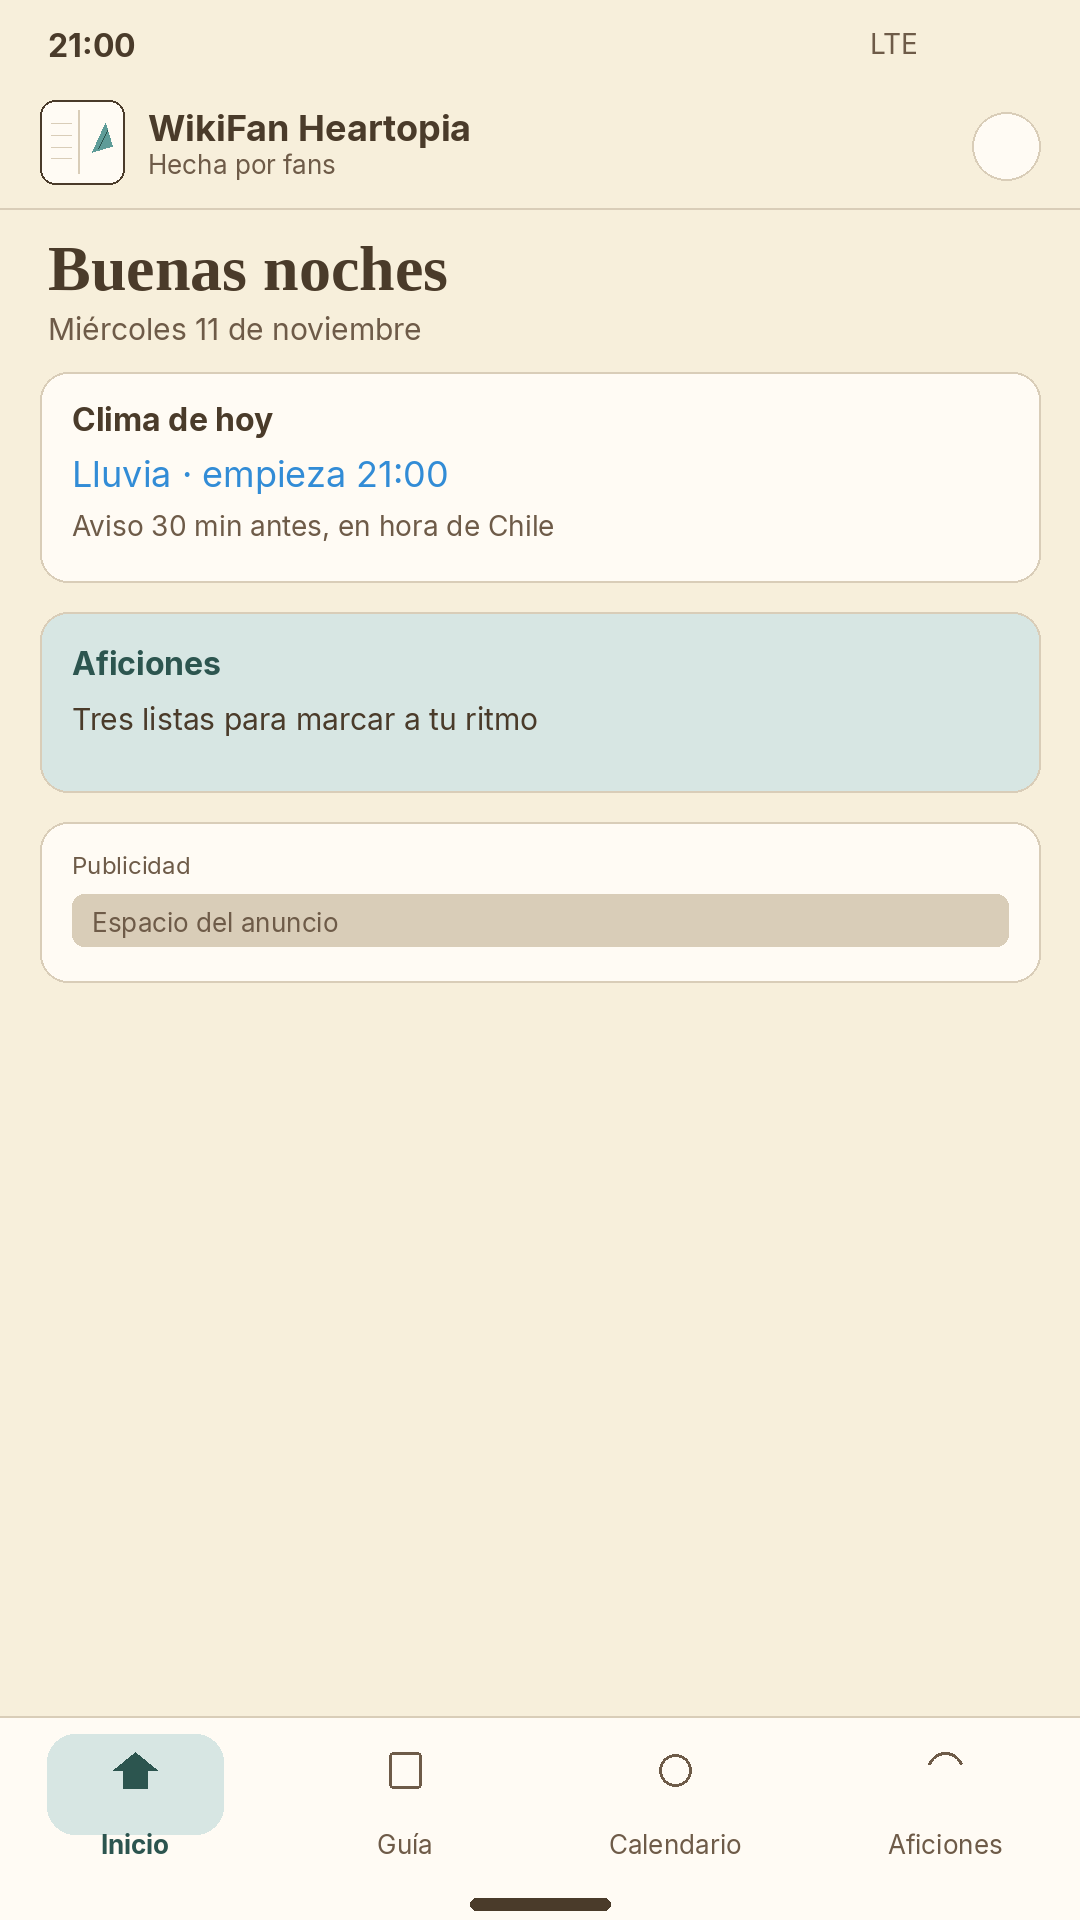 21:00
LTE
WikiFan Heartopia
Hecha por fans
Buenas noches
Miércoles 11 de noviembre
Clima de hoy
Lluvia · empieza 21:00
Aviso 30 min antes, en hora de Chile
Aficiones
Tres listas para marcar a tu ritmo
Publicidad
Espacio del anuncio
Inicio
Guía
Calendario
Aficiones